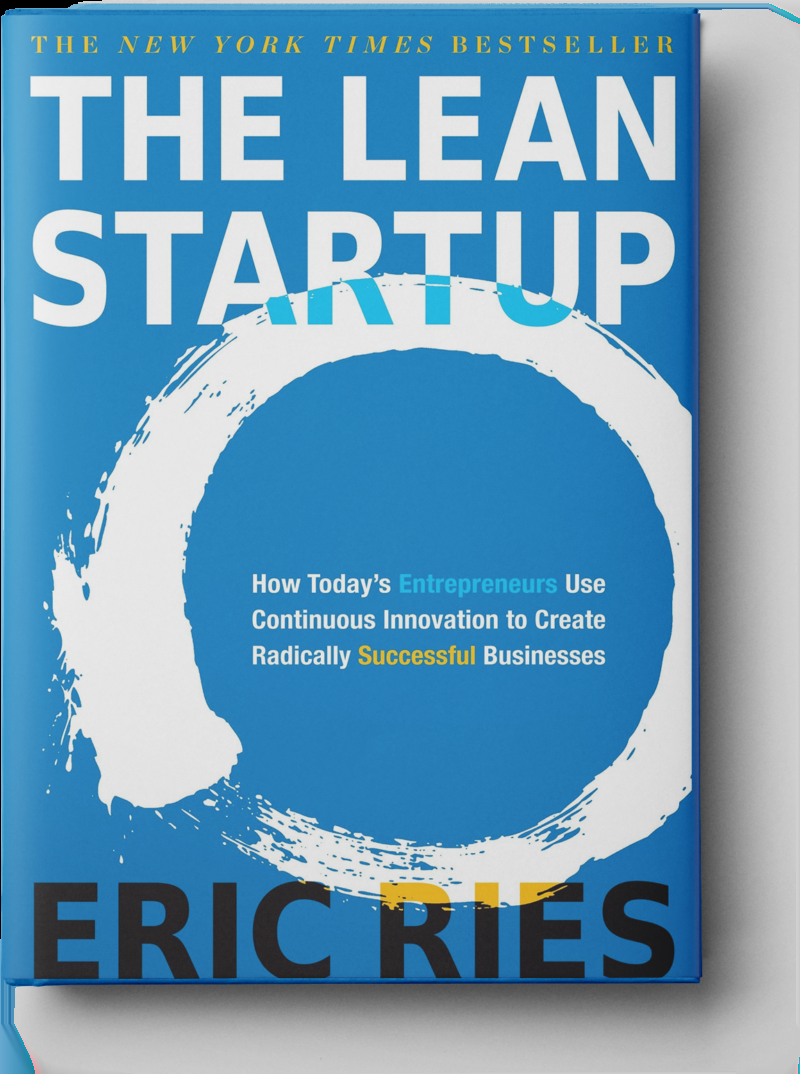 THE NEW YORK TIMES BESTSELLER
THE LEAN
STARTUP
How Today's Entrepreneurs Use
Continuous Innovation to Create
Radically Successful Businesses
ERIC RIES